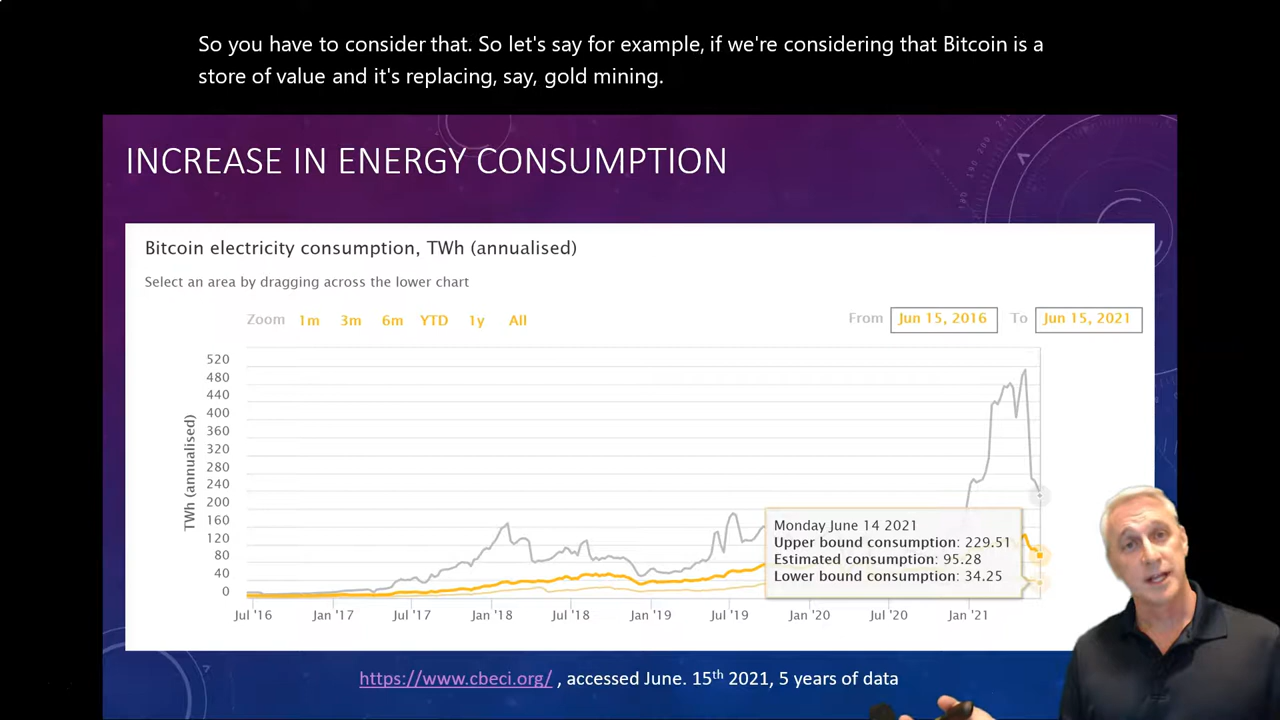 So you have to consider that. So let's say for example, if we're considering that Bitcoin is a
store of value and it's replacing, say, gold mining.
INCREASE IN ENERGY CONSUMPTION
Bitcoin electricity consumption, TWh (annualised)
Select an area by dragging across the lower chart
Zoom 1m 3m 6m YTD 1y All
From Jun 15, 2016 To Jun 15, 2021
TWh (annualised)
520
480
440
400
360
320
280
240
200
160
120
80
40
0
Monday June 14 2021
Upper bound consumption: 229.51
Estimated consumption: 95.28
Lower bound consumption: 34.25
Jul '16 Jan '17 Jul '17 Jan '18 Jul '18 Jan '19 Jul '19 Jan '20 Jul '20 Jan '21
https://www.cbeci.org/ , accessed June. 15th 2021, 5 years of data